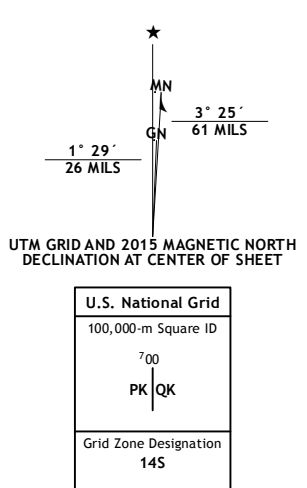 ★
MN
3° 25´
61 MILS
GN
1° 29´
26 MILS
UTM GRID AND 2015 MAGNETIC NORTH
DECLINATION AT CENTER OF SHEET
U.S. National Grid
100,000-m Square ID
⁷00
PK QK
Grid Zone Designation
14S